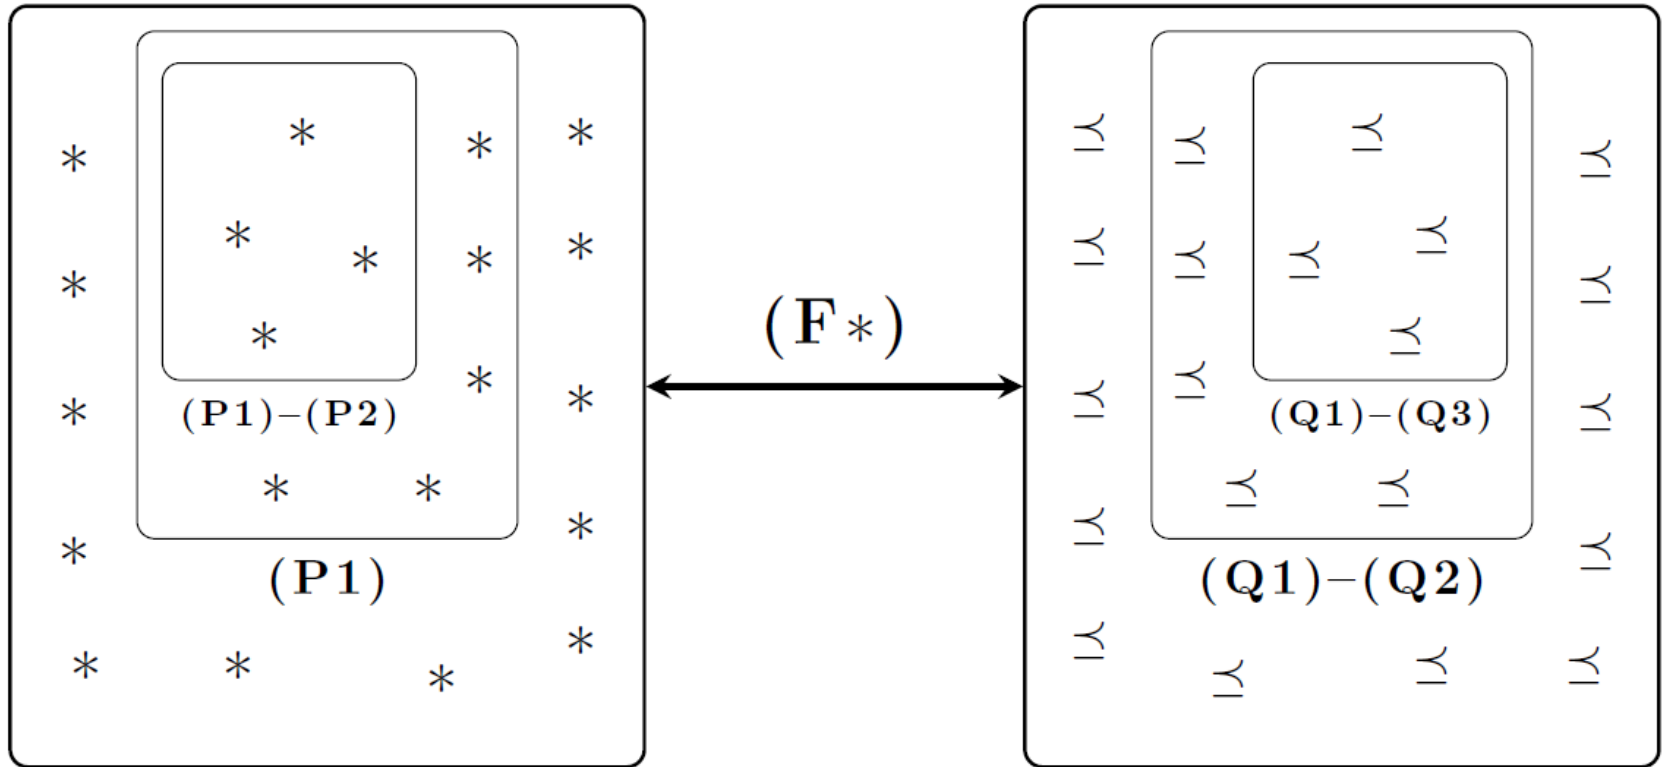 (F*)
(P1)–(P2)
(Q1)–(Q3)
(P1)
(Q1)–(Q2)
* * * * * * * * * * * * * * * * * * * * * *
⪯ ⪯ ⪯ ⪯ ⪯ ⪯ ⪯ ⪯ ⪯ ⪯ ⪯ ⪯ ⪯ ⪯ ⪯ ⪯ ⪯ ⪯ ⪯ ⪯ ⪯